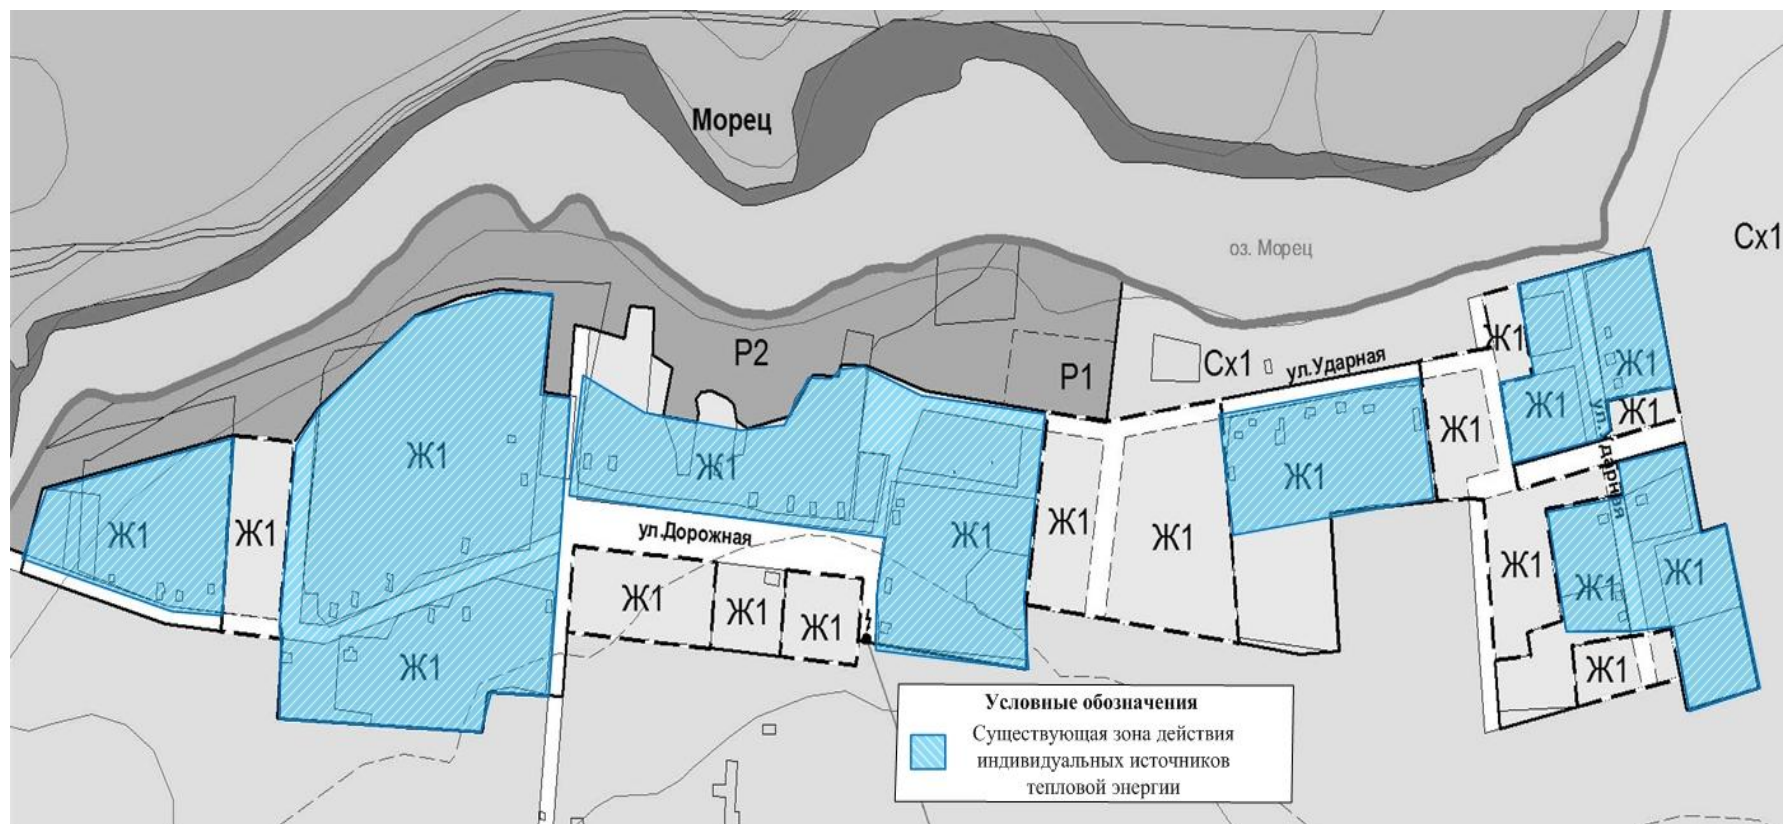 Морец
оз. Морец
Сх1
Р2
Р1
Сх1
ул.Ударная
Ж1
Ж1
Ж1
Ж1
Ж1
Ж1
Ж1
Ж1
Ж1
Ж1
Ж1
Ж1
Ж1
Ж1
ул.Дорожная
Ж1
Ж1
Ж1
Ж1
Ж1
Ж1
Ж1
Ж1
Условные обозначения
Существующая зона действия
индивидуальных источников
тепловой энергии